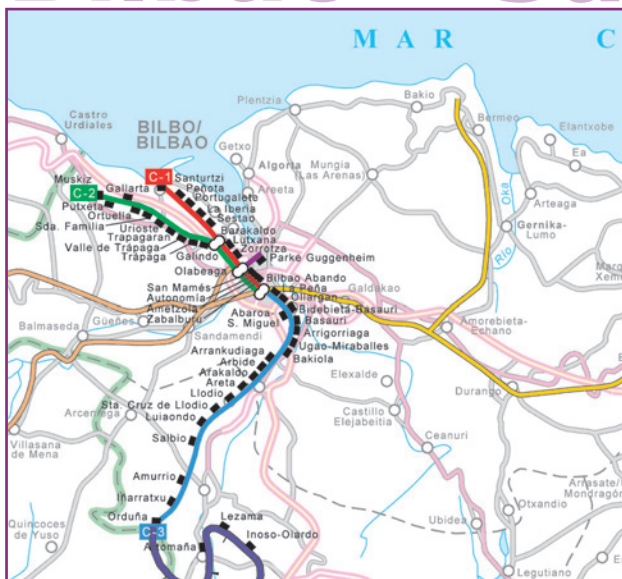 MAR C
Plentzia
Bakio
Bermeo
Elantxobe
Ea
Castro
Urdiales
BILBO/
BILBAO
Getxo
Algorta
Areeta
Mungia
(Las Arenas)
Oka
Río
Arteaga
Gernika-
Lumo
Muskiz
C-2
Gallarta
C-1
Santurtzi
Peñota
Portugalete
La Iberia
Sestao
Barakaldo
Lutxana
Zorrotza
Parke Guggenheim
Putxeta
Ortuella
Sda. Familia
Urioste
Trapagaran
Valle de Trápaga
Trápaga
Galindo
Olabeaga
San Mamés
Autonomía
Ametzola
Zabalburu
Bilbao Abando
La Peña
Ollargan
Bidebieta-Basauri
Basauri
Arrigorriaga
Ugao-Miraballes
Bakiola
Galdakao
Amorebieta-
Echano
Abaroa-
S. Miguel
Balmaseda
Güeñes
Sandamendi
Arrankudiaga
Arbide
Arakaldo
Areta
Llodio
Sta. Cruz de Llodio
Luiaondo
Salbio
Arceniega
Elexalde
Castillo
Elejabeitia
Durango
Ceanuri
Villasana
de Mena
Amurrio
Iñarratxu
Orduña
C-3
Artomaña
Lezama
Inoso-Olardo
Quincoces
de Yuso
Ubidea
Otxandio
Legutiano
Mondragón